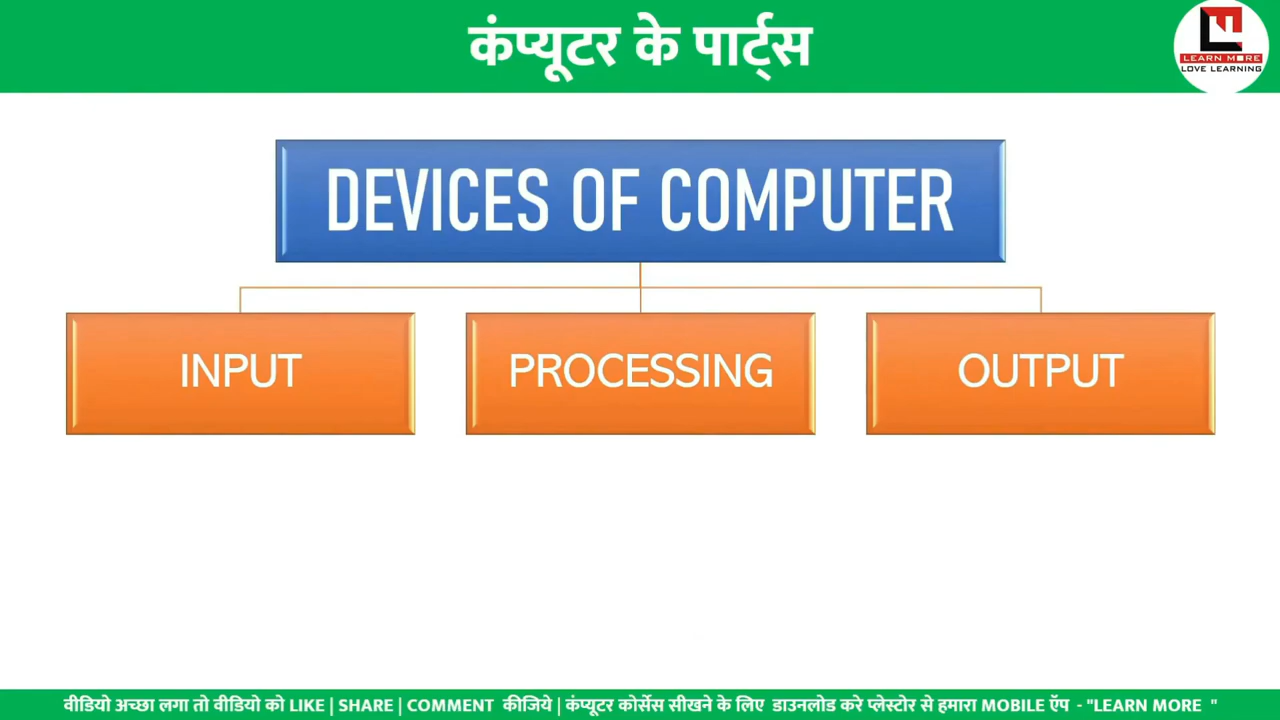 कंप्यूटर के पार्ट्स
LEARN MORE
LOVE LEARNING
DEVICES OF COMPUTER
INPUT
PROCESSING
OUTPUT
वीडियो अच्छा लगा तो वीडियो को LIKE | SHARE | COMMENT कीजिये | कंप्यूटर कोर्सेस सीखने के लिए डाउनलोड करे प्लेस्टोर से हमारा MOBILE ऍप - "LEARN MORE "